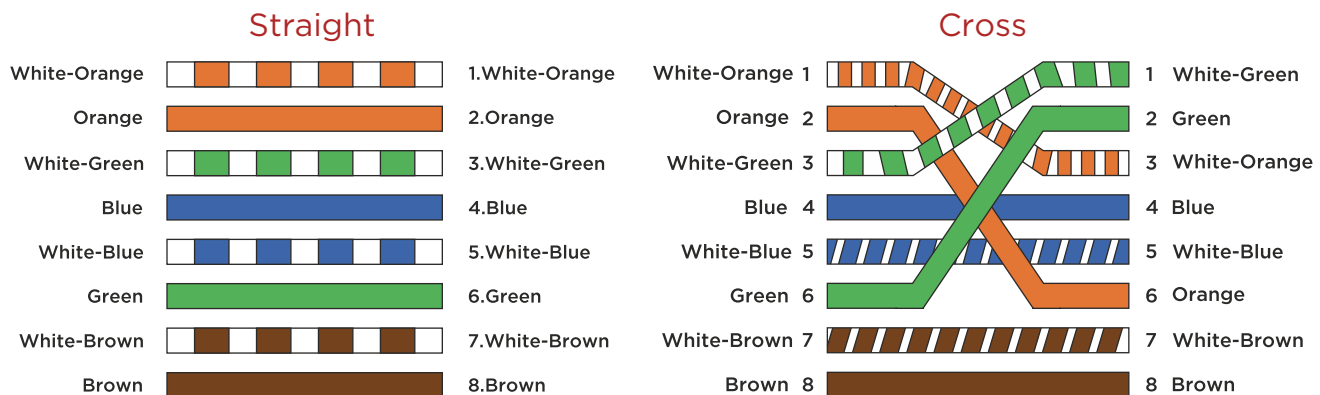 Straight
Cross
White-Orange
1.White-Orange
Orange
2.Orange
White-Green
3.White-Green
Blue
4.Blue
White-Blue
5.White-Blue
Green
6.Green
White-Brown
7.White-Brown
Brown
8.Brown
White-Orange 1
1 White-Green
Orange 2
2 Green
White-Green 3
3 White-Orange
Blue 4
4 Blue
White-Blue 5
5 White-Blue
Green 6
6 Orange
White-Brown 7
7 White-Brown
Brown 8
8 Brown